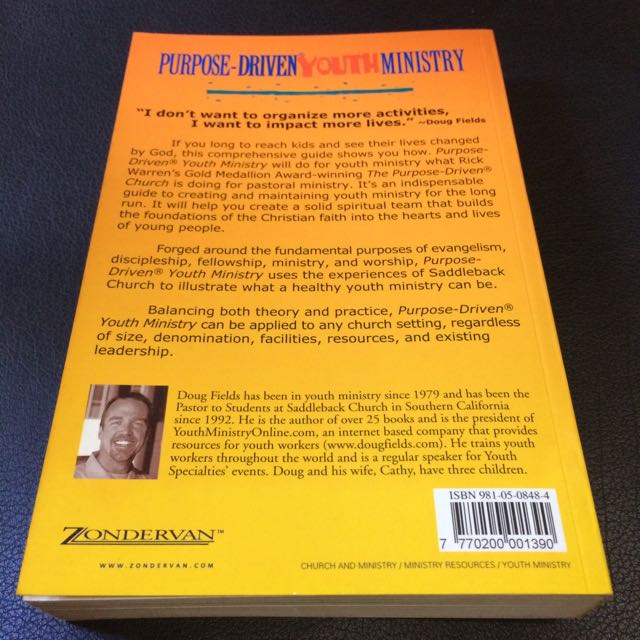 PURPOSE-DRIVEN YOUTH MINISTRY
"I don't want to organize more activities,
I want to impact more lives." ~Doug Fields
If you long to reach kids and see their lives changed
by God, this comprehensive guide shows you how. Purpose-
Driven® Youth Ministry will do for youth ministry what Rick
Warren's Gold Medallion Award-winning The Purpose-Driven®
Church is doing for pastoral ministry. It's an indispensable
guide to creating and maintaining youth ministry for the long
run. It will help you create a solid spiritual team that builds
the foundations of the Christian faith into the hearts and lives
of young people.
Forged around the fundamental purposes of evangelism,
discipleship, fellowship, ministry, and worship, Purpose-
Driven® Youth Ministry uses the experiences of Saddleback
Church to illustrate what a healthy youth ministry can be.
Balancing both theory and practice, Purpose-Driven®
Youth Ministry can be applied to any church setting, regardless
of size, denomination, facilities, resources, and existing
leadership.
Doug Fields has been in youth ministry since 1979 and has been the
Pastor to Students at Saddleback Church in Southern California
since 1992. He is the author of over 25 books and is the president of
YouthMinistryOnline.com, an internet based company that provides
resources for youth workers (www.dougfields.com). He trains youth
workers throughout the world and is a regular speaker for Youth
Specialties' events. Doug and his wife, Cathy, have three children.
ISBN 981-05-0848-4
7 770200 001390
ZONDERVAN™
WWW.ZONDERVAN.COM
CHURCH AND MINISTRY / MINISTRY RESOURCES / YOUTH MINISTRY